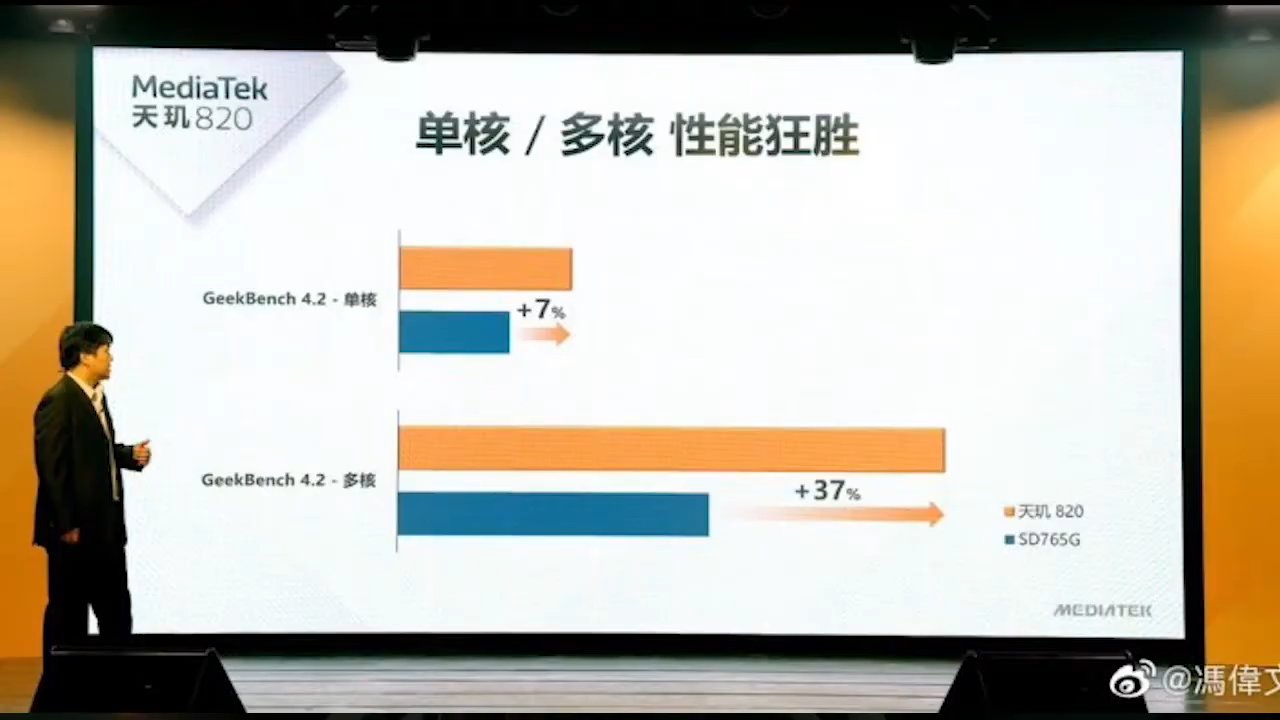 MediaTek
天玑820
单核 / 多核 性能狂胜
GeekBench 4.2 - 单核
+7%
GeekBench 4.2 - 多核
+37%
天玑 820
SD765G
MEDIATEK
@馮偉文